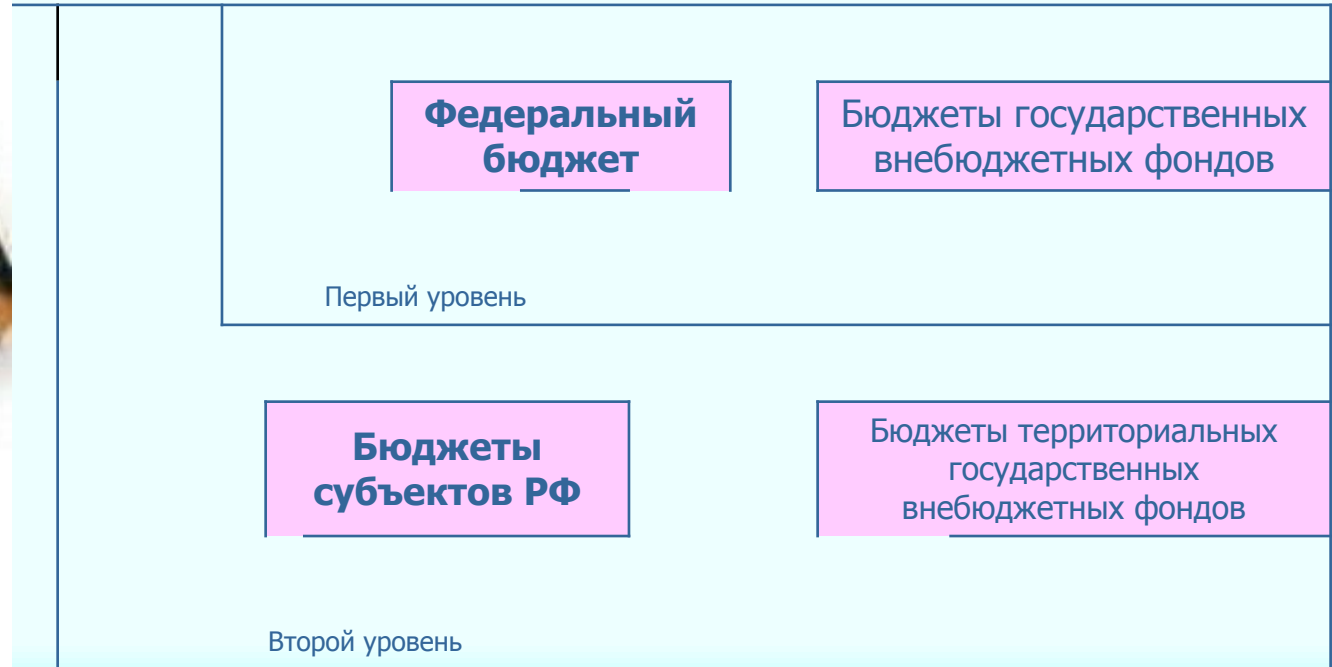 Федеральный
бюджет
Бюджеты государственных
внебюджетных фондов
Первый уровень
Бюджеты
субъектов РФ
Бюджеты территориальных
государственных
внебюджетных фондов
Второй уровень